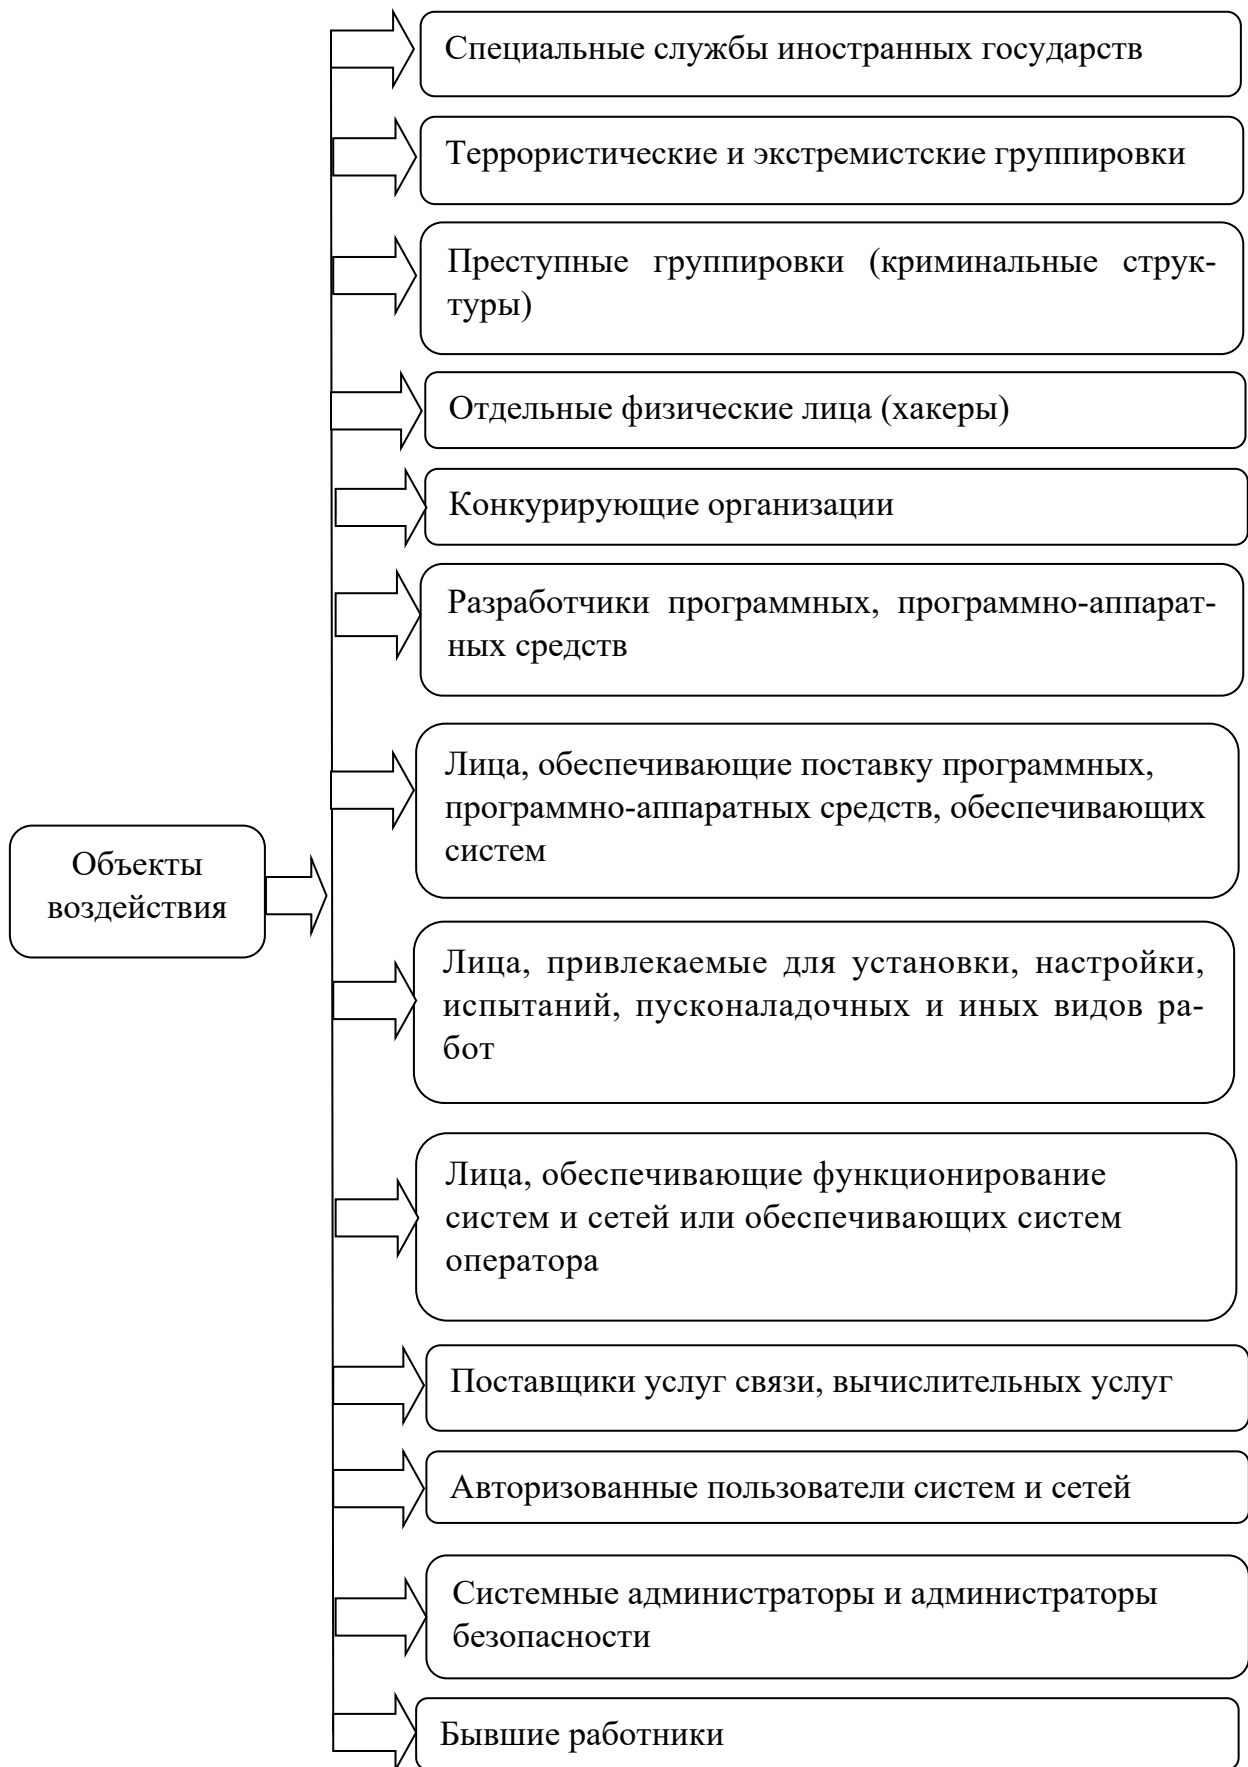 Специальные службы иностранных государств
Террористические и экстремистские группировки
Преступные группировки (криминальные струк-
туры)
Отдельные физические лица (хакеры)
Конкурирующие организации
Разработчики программных, программно-аппарат-
ных средств
Лица, обеспечивающие поставку программных,
программно-аппаратных средств, обеспечивающих
систем
Объекты
воздействия
Лица, привлекаемые для установки, настройки,
испытаний, пусконаладочных и иных видов ра-
бот
Лица, обеспечивающие функционирование
систем и сетей или обеспечивающих систем
оператора
Поставщики услуг связи, вычислительных услуг
Авторизованные пользователи систем и сетей
Системные администраторы и администраторы
безопасности
Бывшие работники